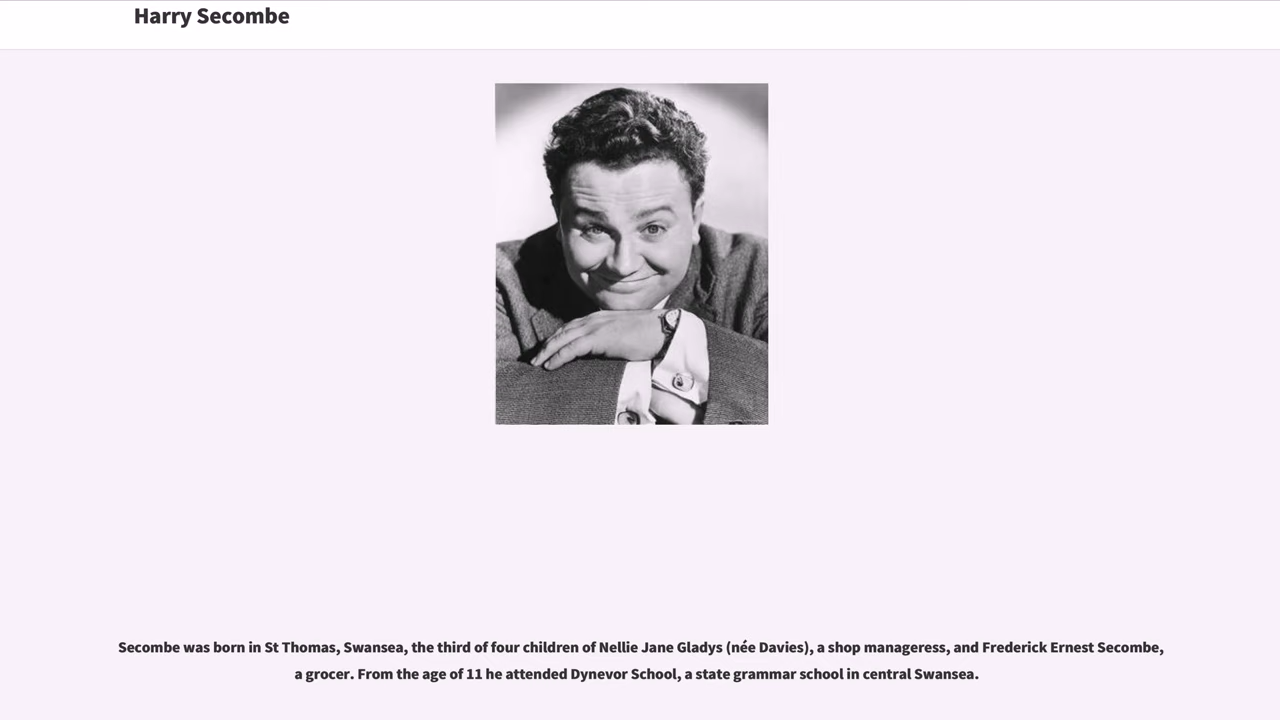 Harry Secombe
Secombe was born in St Thomas, Swansea, the third of four children of Nellie Jane Gladys (née Davies), a shop manageress, and Frederick Ernest Secombe,
a grocer. From the age of 11 he attended Dynevor School, a state grammar school in central Swansea.